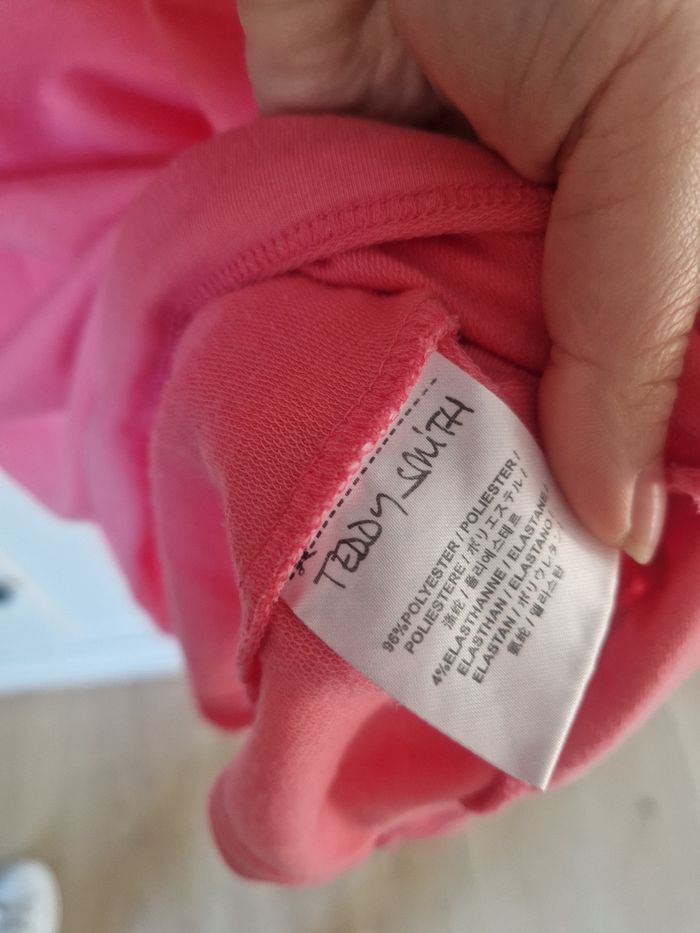 TEDDY SMITH
96%POLYESTER / POLIESTER /
POLIESTERE / ポリエステル /
涤纶 / 폴리에스테르
4%ELASTHANNE / ELASTANE /
ELASTHAN / ELASTANO /
ELASTAN / ポリウレタン
氨纶 / 엘라스탄